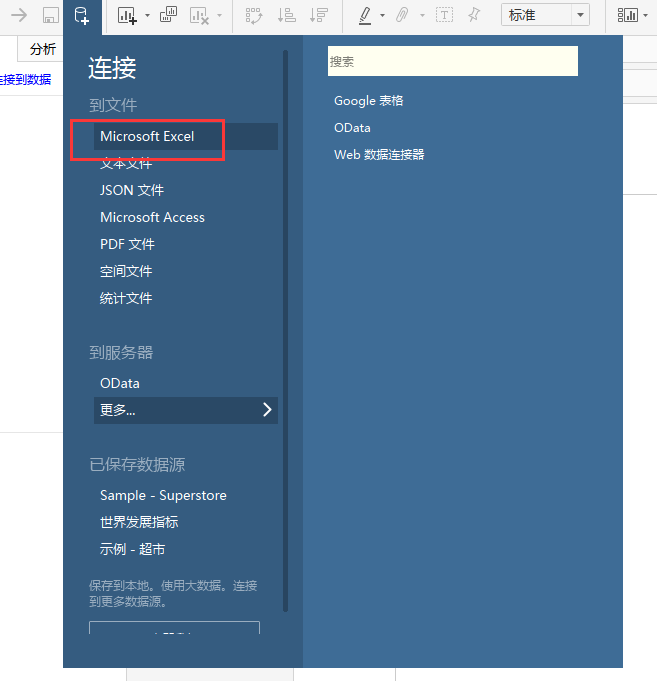 标准
分析
连接到数据
连接
到文件
Microsoft Excel
文本文件
JSON 文件
Microsoft Access
PDF 文件
空间文件
统计文件
到服务器
OData
更多...
已保存数据源
Sample - Superstore
世界发展指标
示例 - 超市
保存到本地。使用大数据。连接
到更多数据源。
搜索
Google 表格
OData
Web 数据连接器